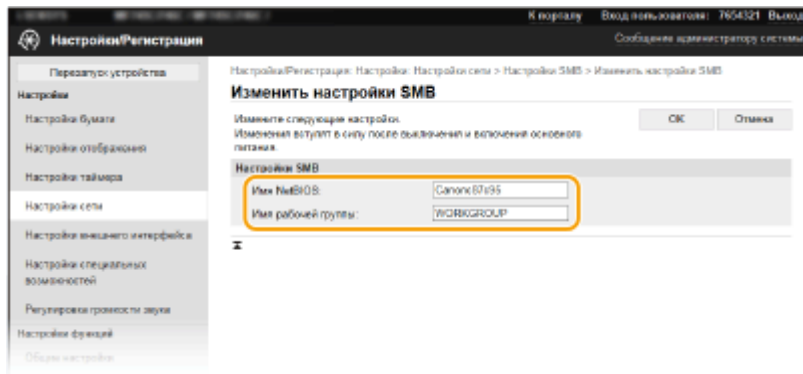 К порталу Вход пользователя: 7654321 Выход
Настройки/Регистрация
Сообщение администратору системы
Перезапуск устройства
Настройки
Настройки бумаги
Настройки отображения
Настройки таймера
Настройки сети
Настройки внешнего интерфейса
Настройки специальных
возможностей
Регулировка громкости звука
Настройки функций
Общие настройки
Настройки/Регистрация: Настройки: Настройки сети > Настройки SMB > Изменить настройки SMB
Изменить настройки SMB
Измените следующие настройки.
Изменения вступят в силу после выключения и включения основного
питания.
OK Отмена
Настройки SMB
Имя NetBIOS:
Имя рабочей группы: WORKGROUP